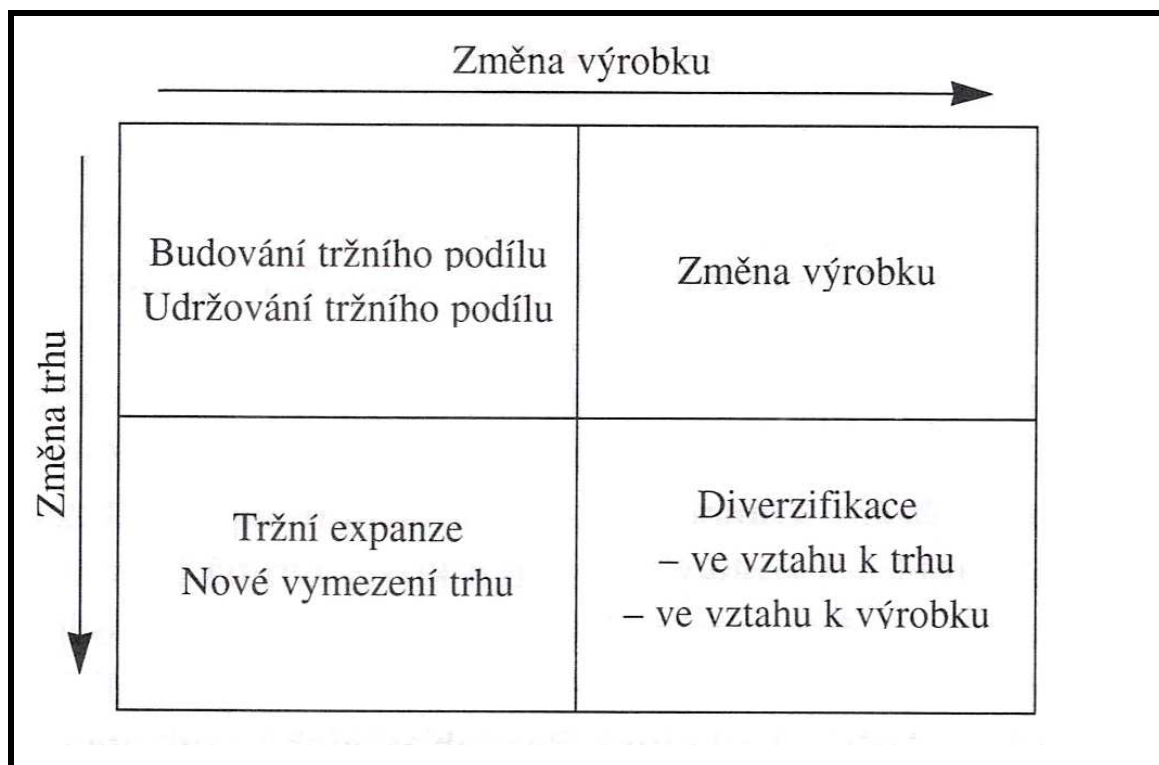 Změna výrobku
Změna trhu
Budování tržního podílu
Udržování tržního podílu
Změna výrobku
Tržní expanze
Nové vymezení trhu
Diverzifikace
– ve vztahu k trhu
– ve vztahu k výrobku